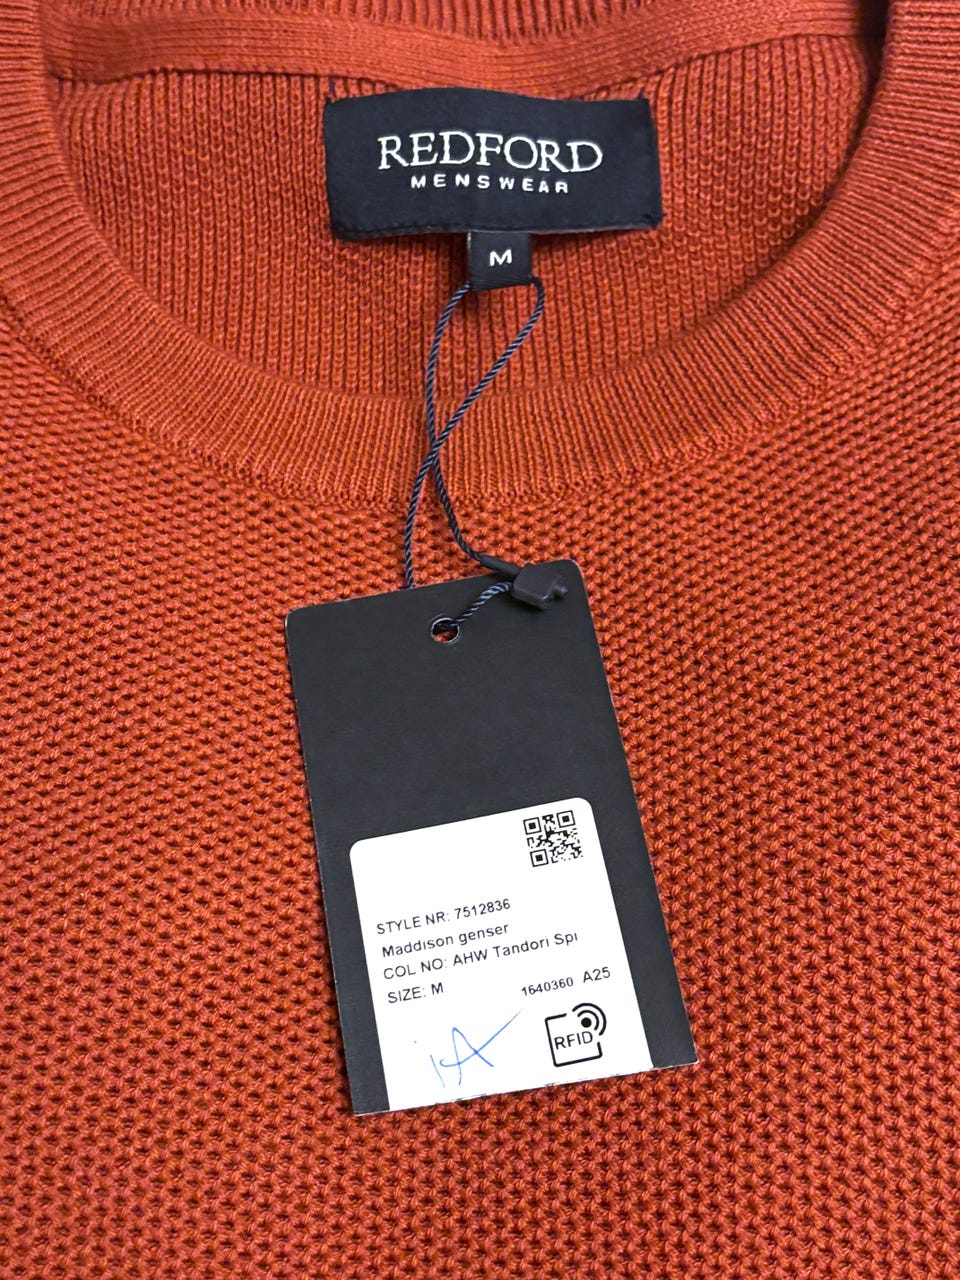 REDFORD
MENSWEAR
M
STYLE NR: 7512836
Maddison genser
COL NO: AHW Tandori Spi
SIZE: M
1640360 A25
RFID